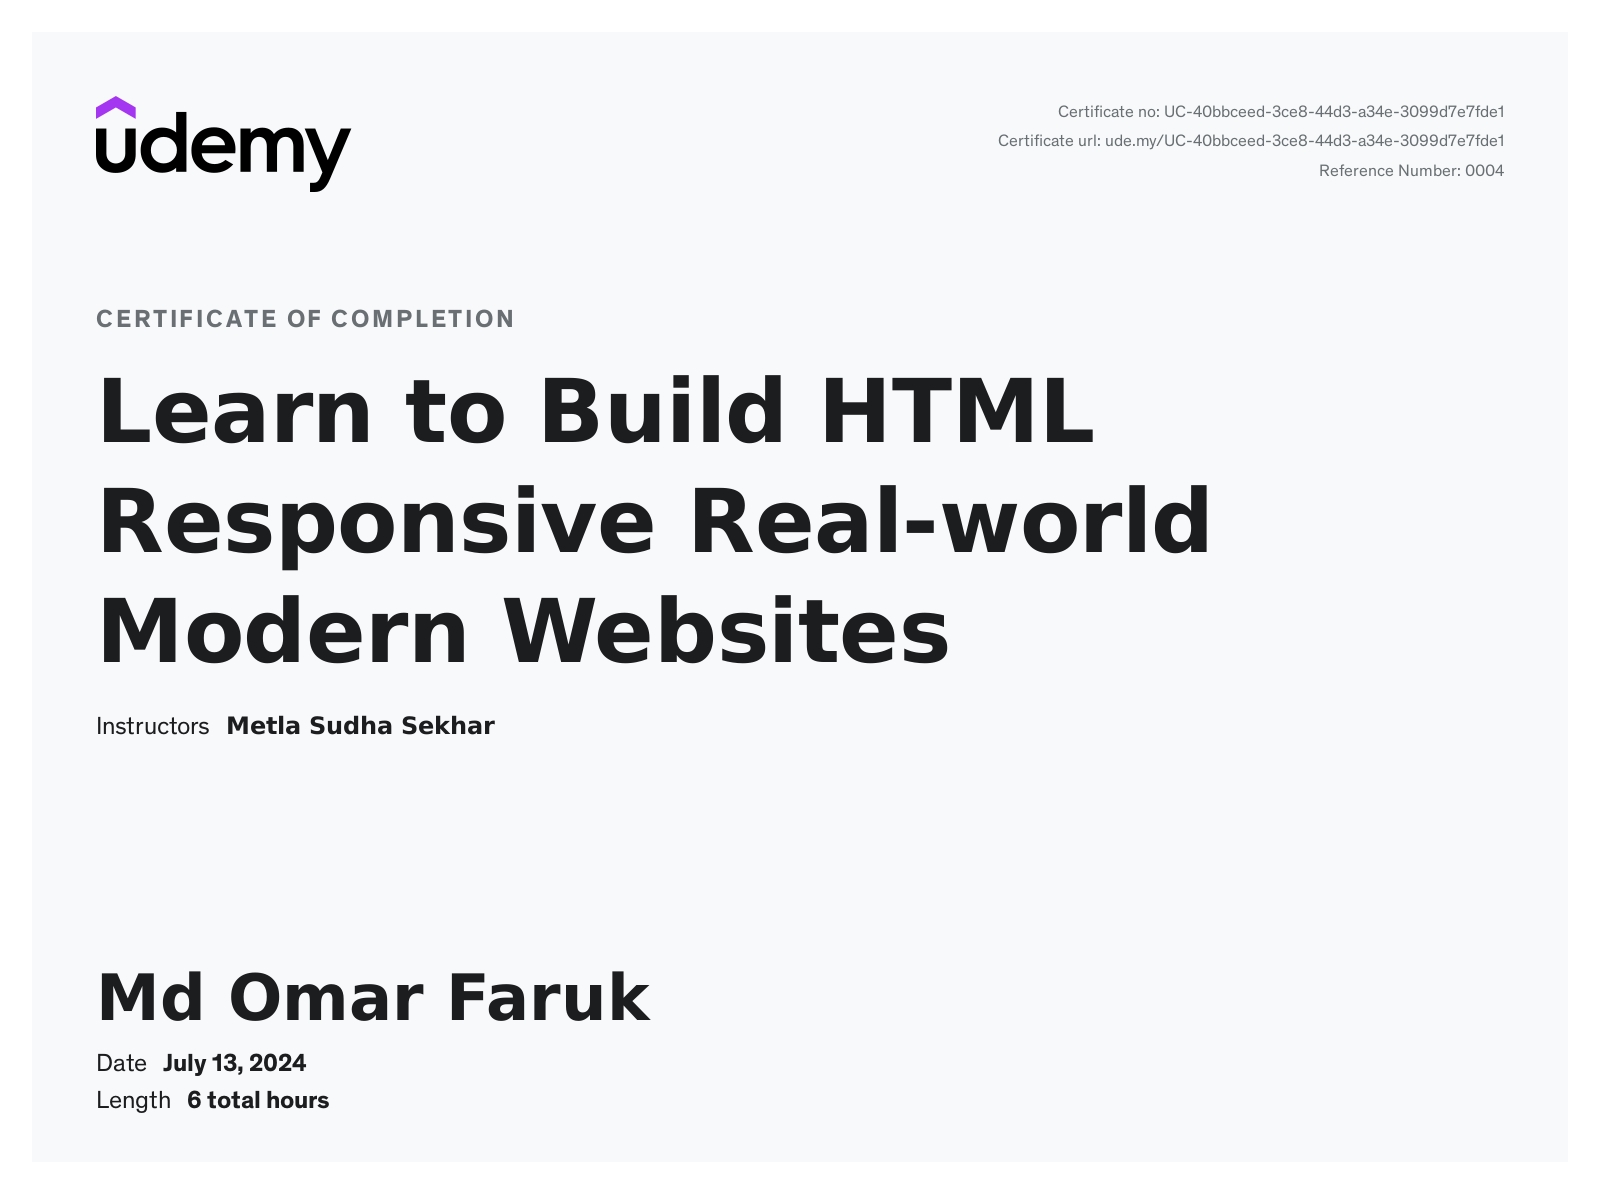 udemy
Certificate no: UC-40bbceed-3ce8-44d3-a34e-3099d7e7fde1
Certificate url: ude.my/UC-40bbceed-3ce8-44d3-a34e-3099d7e7fde1
Reference Number: 0004
CERTIFICATE OF COMPLETION
Learn to Build HTML
Responsive Real-world
Modern Websites
Instructors Metla Sudha Sekhar
Md Omar Faruk
Date July 13, 2024
Length 6 total hours